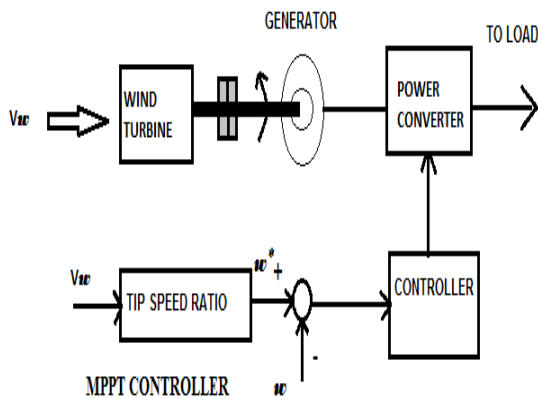 GENERATOR
TO LOAD
WIND
TURBINE
POWER
CONVERTER
Vw
Vw
TIP SPEED RATIO
w*
+
-
w
CONTROLLER
MPPT CONTROLLER